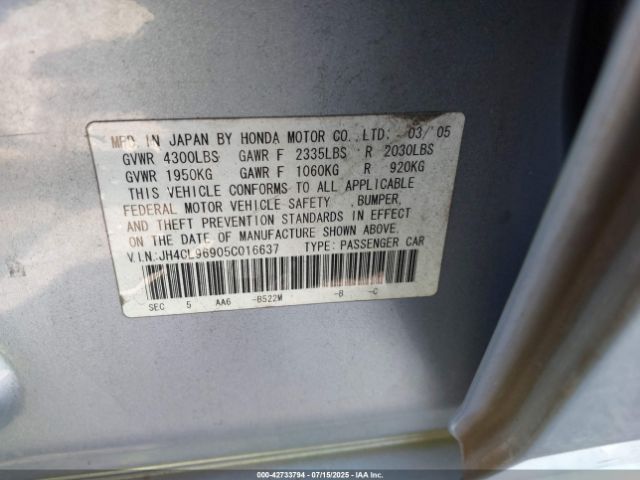 MFD. IN JAPAN BY HONDA MOTOR CO.,LTD: 03/'05
GVWR 4300LBS GAWR F 2335LBS R 2030LBS
GVWR 1950KG GAWR F 1060KG R 920KG
THIS VEHICLE CONFORMS TO ALL APPLICABLE
FEDERAL MOTOR VEHICLE SAFETY , BUMPER,
AND THEFT PREVENTION STANDARDS IN EFFECT
ON THE DATE OF MANUFACTURE SHOWN ABOVE.
V.I.N:JH4CL96905C016637 TYPE: PASSENGER CAR
SEC 5 AA6 -B522M -B -C
000-42733794 - 07/15/2025 - IAAI Inc. Copyright